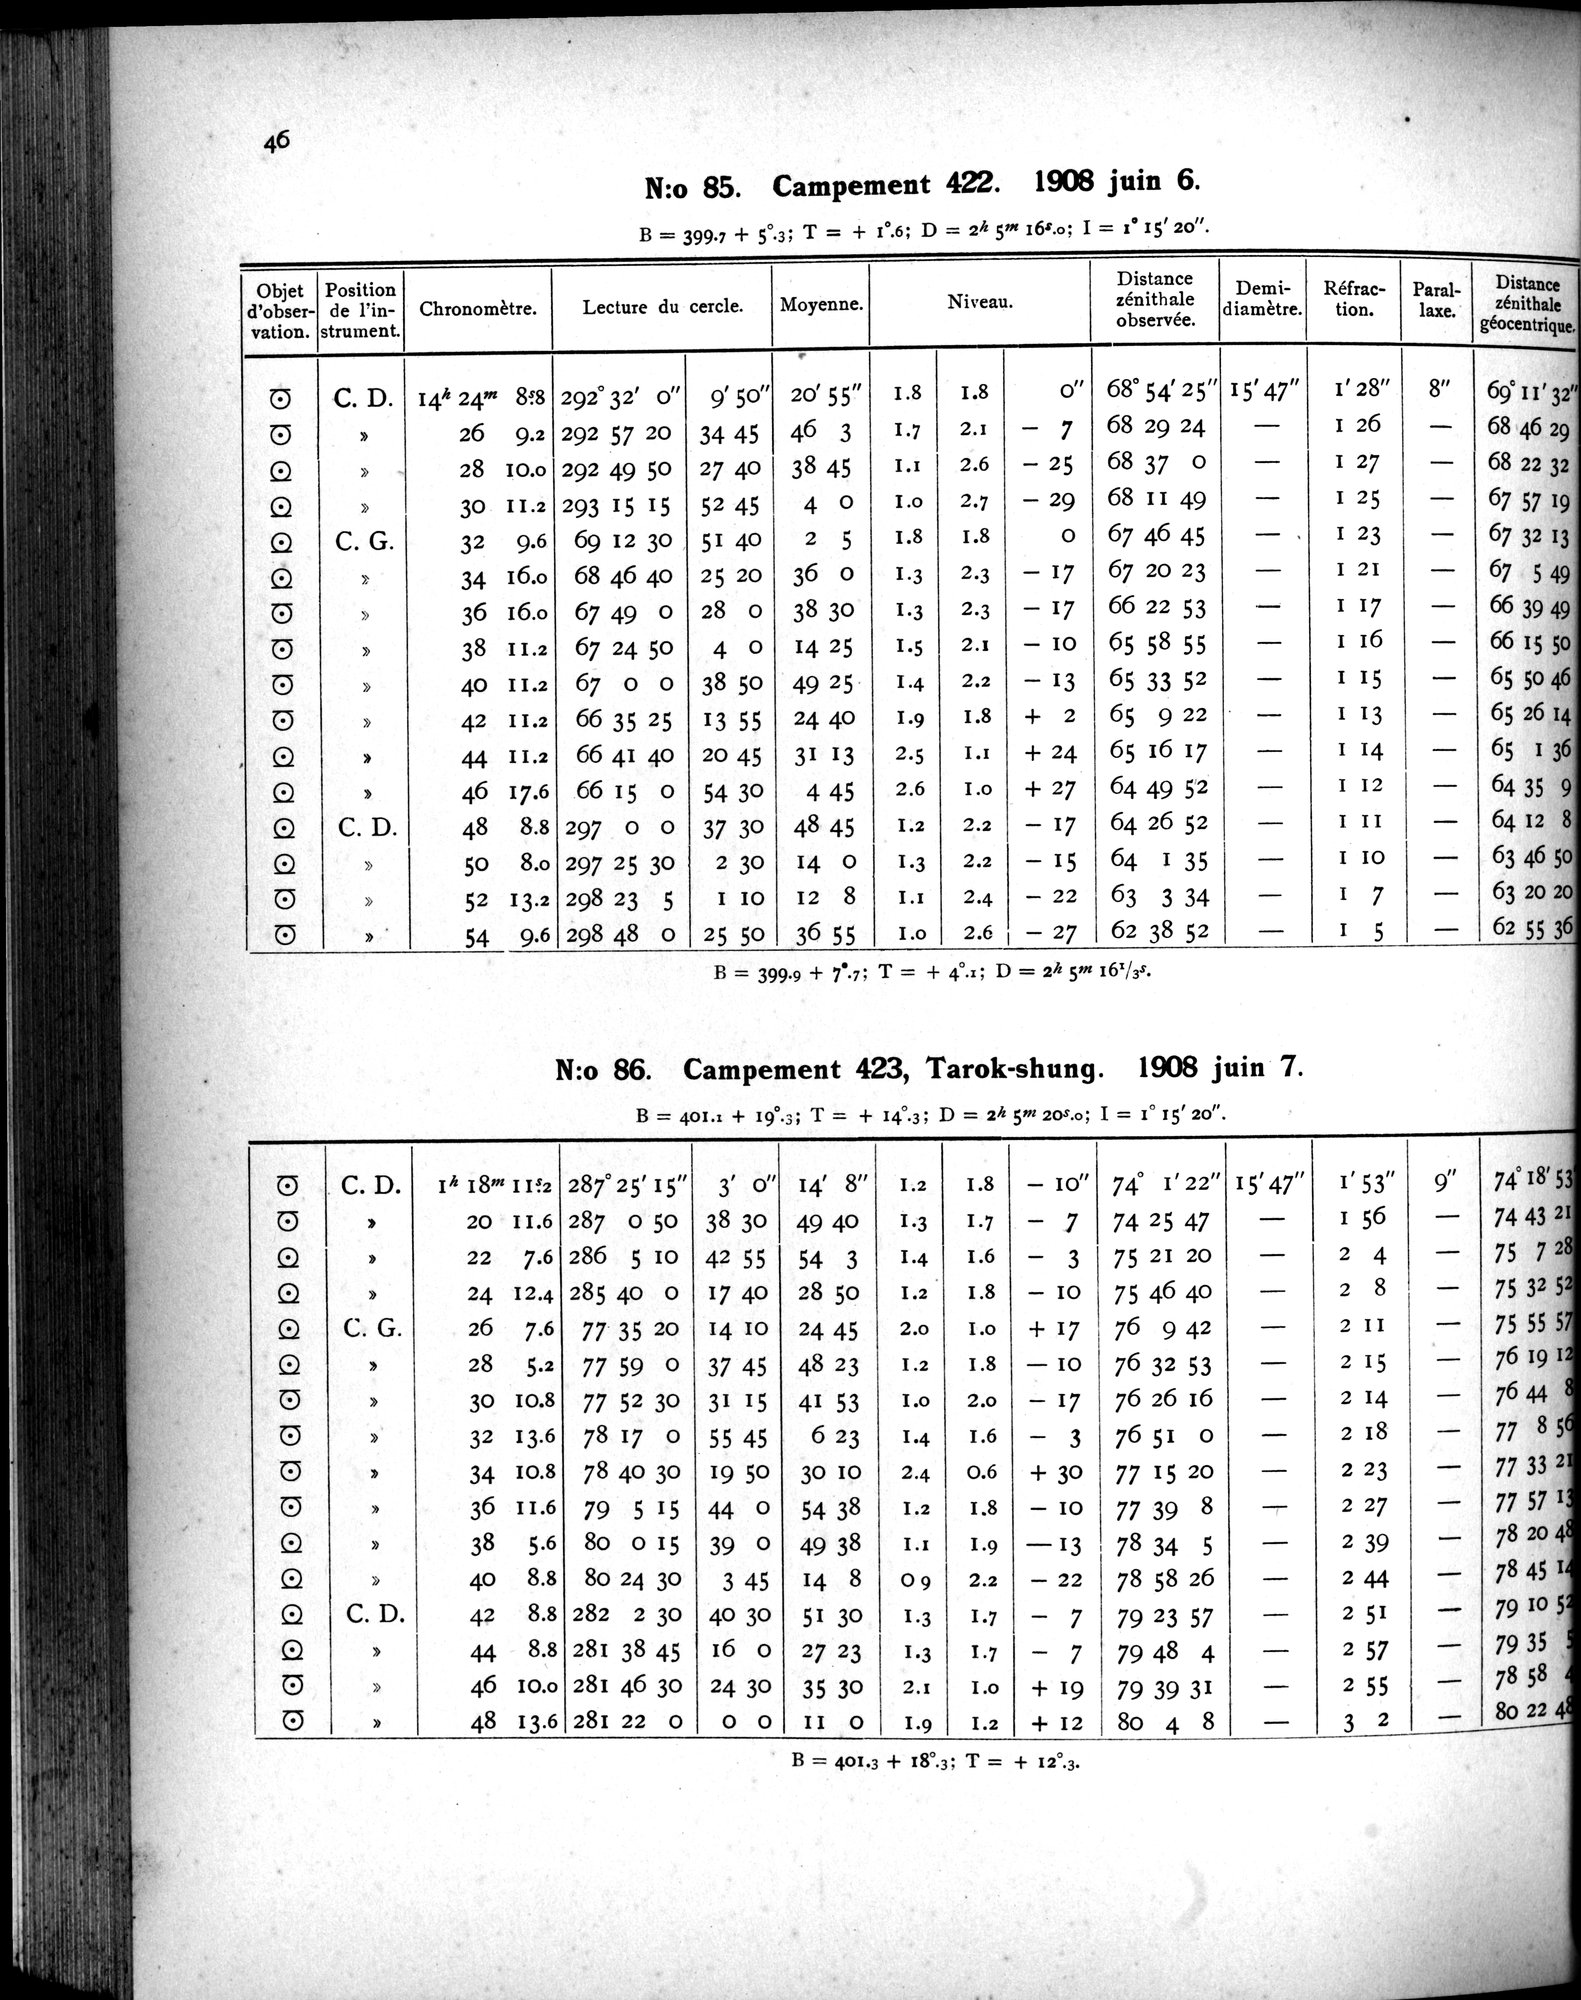 46
N:o 85. Campement 422. 1908 juin 6.
B = 399.7 + 5°.3; T = + 1°.6; D = 2h 5m 16s.0; I = 1° 15′ 20″.
Objet d'obser-vation. Position de l'in-strument. Chronomètre. Lecture du cercle. Moyenne. Niveau. Distance zénithale observée. Demi-diamètre. Réfrac-tion. Paral-laxe. Distance zénithale géocentrique.
C. D. 14h 24m 8s8 292° 32′ 0″ 9′ 50″ 20′ 55″ 1.8 1.8 0″ 68° 54′ 25″ 15′ 47″ 1′ 28″ 8″ 69° 11′ 32″
» 26 9.2 292 57 20 34 45 46 3 1.7 2.1 − 7 68 29 24 — 1 26 — 68 46 29
» 28 10.0 292 49 50 27 40 38 45 1.1 2.6 − 25 68 37 0 — 1 27 — 68 22 32
» 30 11.2 293 15 15 52 45 4 0 1.0 2.7 − 29 68 11 49 — 1 25 — 67 57 19
C. G. 32 9.6 69 12 30 51 40 2 5 1.8 1.8 0 67 46 45 — 1 23 — 67 32 13
» 34 16.0 68 46 40 25 20 36 0 1.3 2.3 − 17 67 20 23 — 1 21 — 67 5 49
» 36 16.0 67 49 0 28 0 38 30 1.3 2.3 − 17 66 22 53 — 1 17 — 66 39 49
» 38 11.2 67 24 50 4 0 14 25 1.5 2.1 − 10 65 58 55 — 1 16 — 66 15 50
» 40 11.2 67 0 0 38 50 49 25 1.4 2.2 − 13 65 33 52 — 1 15 — 65 50 46
» 42 11.2 66 35 25 13 55 24 40 1.9 1.8 + 2 65 9 22 — 1 13 — 65 26 14
» 44 11.2 66 41 40 20 45 31 13 2.5 1.1 + 24 65 16 17 — 1 14 — 65 1 36
» 46 17.6 66 15 0 54 30 4 45 2.6 1.0 + 27 64 49 52 — 1 12 — 64 35 9
C. D. 48 8.8 297 0 0 37 30 48 45 1.2 2.2 − 17 64 26 52 — 1 11 — 64 12 8
» 50 8.0 297 25 30 2 30 14 0 1.3 2.2 − 15 64 1 35 — 1 10 — 63 46 50
» 52 13.2 298 23 5 1 10 12 8 1.1 2.4 − 22 63 3 34 — 1 7 — 63 20 20
» 54 9.6 298 48 0 25 50 36 55 1.0 2.6 − 27 62 38 52 — 1 5 — 62 55 36
B = 399.9 + 7°.7; T = + 4°.1; D = 2h 5m 16¹/₃s.
N:o 86. Campement 423, Tarok-shung. 1908 juin 7.
B = 401.1 + 19°.3; T = + 14°.3; D = 2h 5m 20s.0; I = 1° 15′ 20″.
C. D. 1h 18m 11s.2 287° 25′ 15″ 3′ 0″ 14′ 8″ 1.2 1.8 − 10″ 74° 1′ 22″ 15′ 47″ 1′ 53″ 9″ 74° 18′ 53
» 20 11.6 287 0 50 38 30 49 40 1.3 1.7 − 7 74 25 47 — 1 56 — 74 43 21
» 22 7.6 286 5 10 42 55 54 3 1.4 1.6 − 3 75 21 20 — 2 4 — 75 7 28
» 24 12.4 285 40 0 17 40 28 50 1.2 1.8 − 10 75 46 40 — 2 8 — 75 32 52
C. G. 26 7.6 77 35 20 14 10 24 45 2.0 1.0 + 17 76 9 42 — 2 11 — 75 55 57
» 28 5.2 77 59 0 37 45 48 23 1.2 1.8 − 10 76 32 53 — 2 15 — 76 19 12
» 30 10.8 77 52 30 31 15 41 53 1.0 2.0 − 17 76 26 16 — 2 14 — 76 44 8
» 32 13.6 78 17 0 55 45 6 23 1.4 1.6 − 3 76 51 0 — 2 18 — 77 8 56
» 34 10.8 78 40 30 19 50 30 10 2.4 0.6 + 30 77 15 20 — 2 23 — 77 33 21
» 36 11.6 79 5 15 44 0 54 38 1.2 1.8 − 10 77 39 8 — 2 27 — 77 57 13
» 38 5.6 80 0 15 39 0 49 38 1.1 1.9 − 13 78 34 5 — 2 39 — 78 20 48
» 40 8.8 80 24 30 3 45 14 8 0 9 2.2 − 22 78 58 26 — 2 44 — 78 45 14
C. D. 42 8.8 282 2 30 40 30 51 30 1.3 1.7 − 7 79 23 57 — 2 51 — 79 10 52
» 44 8.8 281 38 45 16 0 27 23 1.3 1.7 − 7 79 48 4 — 2 57 — 79 35 5
» 46 10.0 281 46 30 24 30 35 30 2.1 1.0 + 19 79 39 31 — 2 55 — 78 58 4
» 48 13.6 281 22 0 0 0 11 0 1.9 1.2 + 12 80 4 8 — 3 2 — 80 22 48
B = 401.3 + 18°.3; T = + 12°.3.